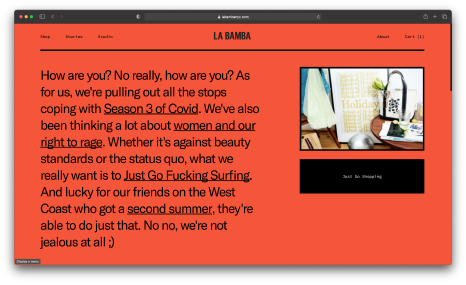 labambanyc.com
Shop
Stories
Studio
LA BAMBA
About
Cart (1)
How are you? No really, how are you? As
for us, we're pulling out all the stops
coping with Season 3 of Covid. We've also
been thinking a lot about women and our
right to rage. Whether it's against beauty
standards or the status quo, what we
really want is to Just Go Fucking Surfing.
And lucky for our friends on the West
Coast who got a second summer, they're
able to do just that. No no, we're not
jealous at all ;)
Holiday
Just Go Shopping
Display a menu